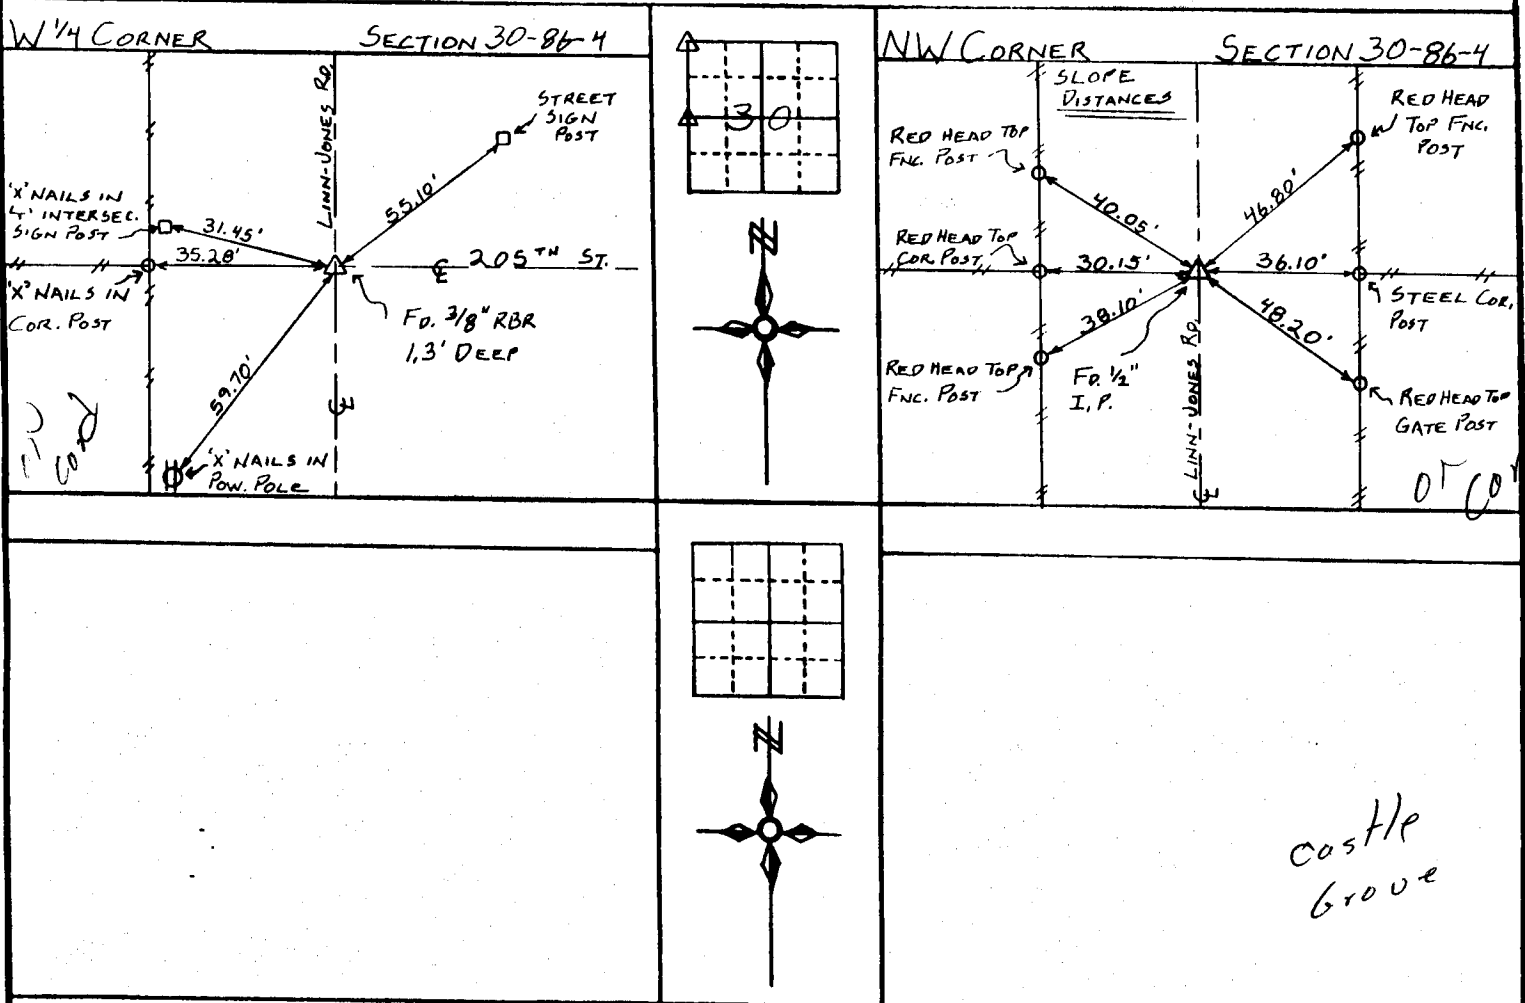 W 1/4 CORNER SECTION 30-86-4
LINN-JONES RD.
STREET
SIGN
POST
55.10'
'X' NAILS IN
4' INTERSEC.
SIGN POST
31.45'
35.28'
℄ 205TH ST.
'X' NAILS IN
COR. POST
FD. 3/8" RBR
1.3' DEEP
59.70'
℄
'X' NAILS IN
POW. POLE
Cord
30
N
NW CORNER SECTION 30-86-4
SLOPE
DISTANCES
RED HEAD TOP
FNC. POST
RED HEAD
TOP FNC.
POST
40.05'
46.80'
RED HEAD TOP
COR. POST
30.15'
36.10'
STEEL COR.
POST
38.10'
48.20'
RED HEAD TOP
FNC. POST
FD. 1/2"
I.P.
LINN-JONES RD.
℄
RED HEAD TOP
GATE POST
N
Castle
Grove